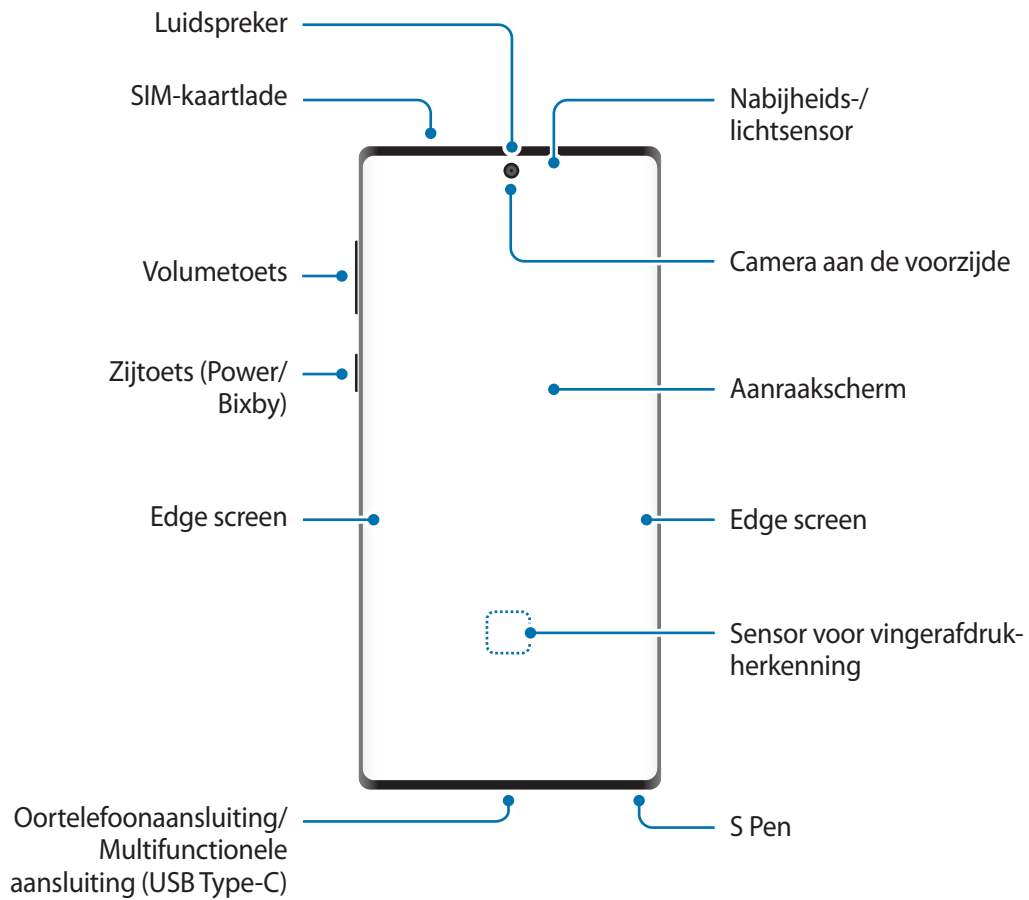 Luidspreker
SIM-kaartlade
Nabijheids-/
lichtsensor
Volumetoets
Camera aan de voorzijde
Zijtoets (Power/
Bixby)
Aanraakscherm
Edge screen
Edge screen
Sensor voor vingerafdruk-
herkenning
Oortelefoonaansluiting/
Multifunctionele
aansluiting (USB Type-C)
S Pen